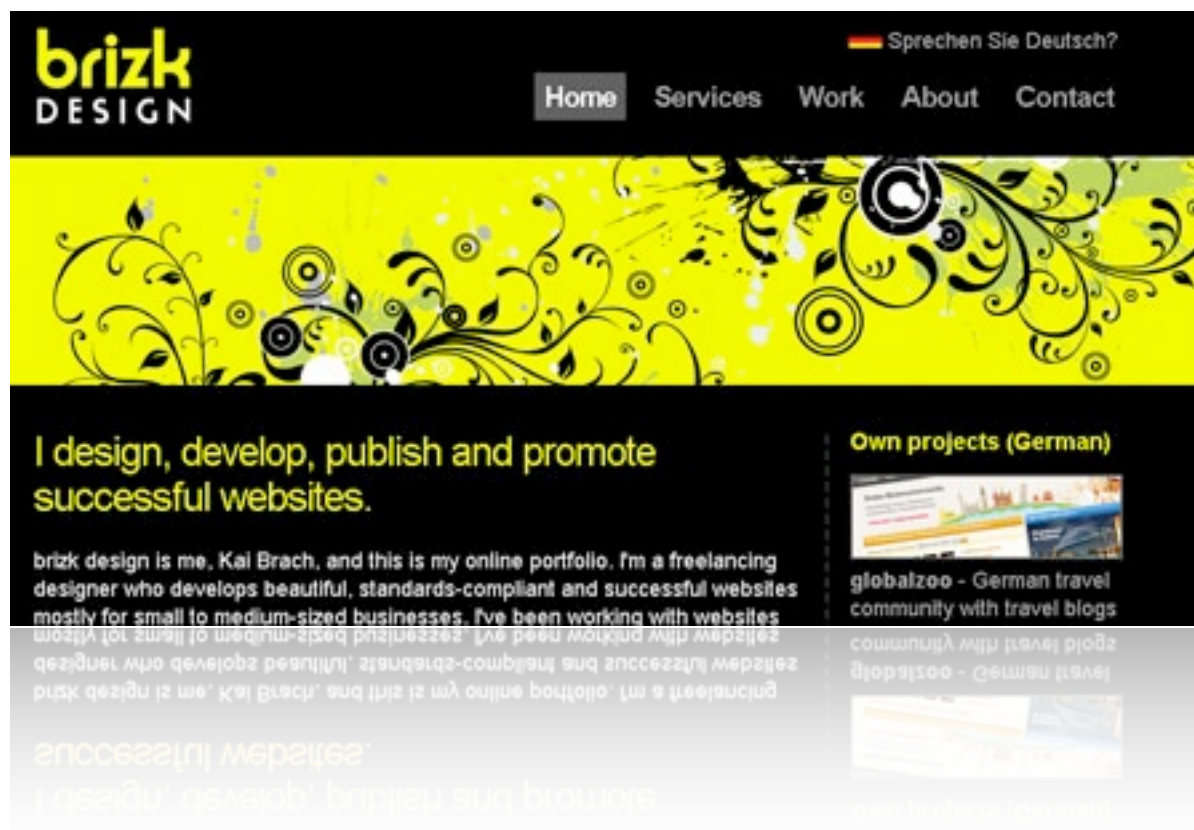 brizk
DESIGN
Sprechen Sie Deutsch?
Home Services Work About Contact
I design, develop, publish and promote
successful websites.
brizk design is me, Kai Brach, and this is my online portfolio. I'm a freelancing
designer who develops beautiful, standards-compliant and successful websites
mostly for small to medium-sized businesses. I've been working with websites
Own projects (German)
globalzoo - German travel
community with travel blogs